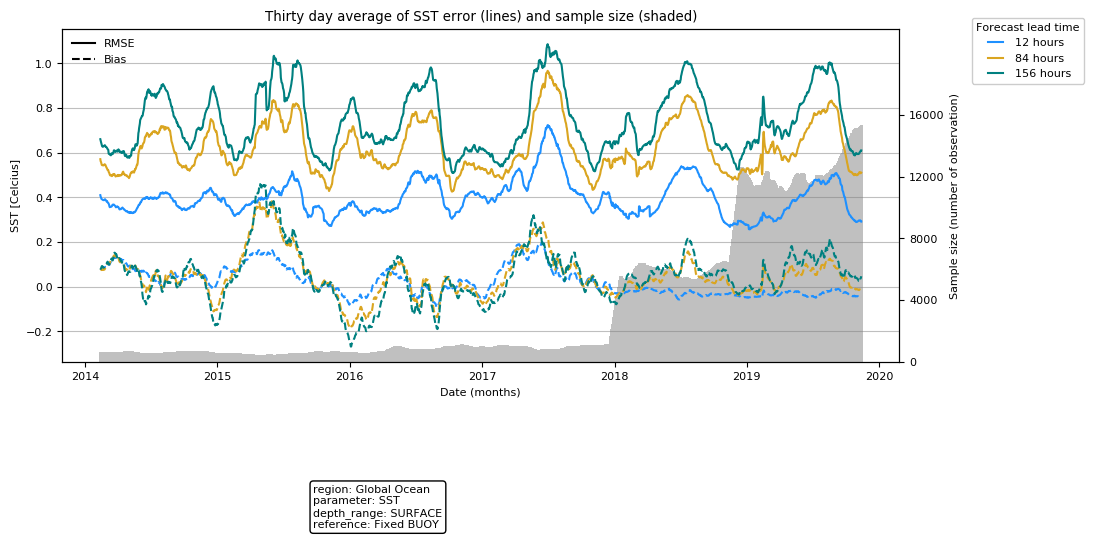 Thirty day average of SST error (lines) and sample size (shaded)
Forecast lead time
12 hours
84 hours
156 hours
RMSE
Bias
1.0
0.8
0.6
0.4
0.2
0.0
−0.2
SST [Celcius]
16000
12000
8000
4000
0
Sample size (number of observation)
2014 2015 2016 2017 2018 2019 2020
Date (months)
region: Global Ocean
parameter: SST
depth_range: SURFACE
reference: Fixed BUOY